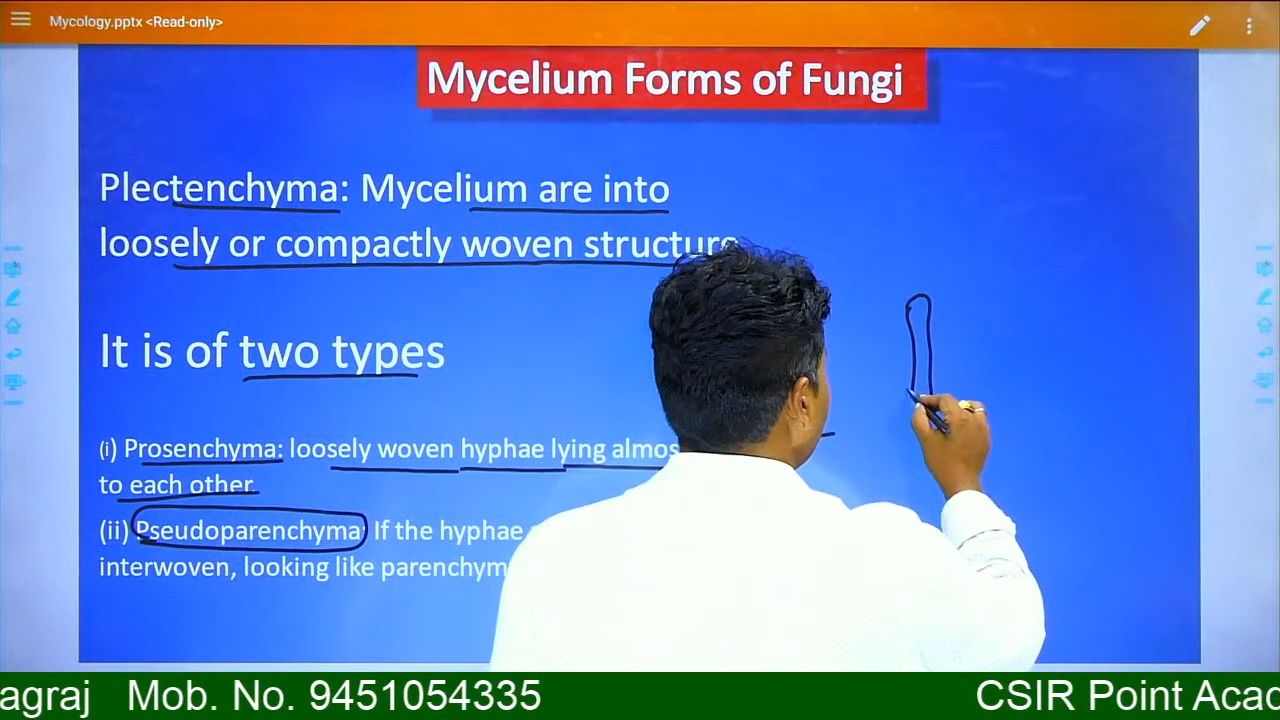 Mycology.pptx <Read-only>
Mycelium Forms of Fungi
Plectenchyma: Mycelium are into
loosely or compactly woven structure
It is of two types
(i) Prosenchyma: loosely woven hyphae lying almos
to each other
(ii) Pseudoparenchyma: If the hyphae
interwoven, looking like parenchym
agraj Mob. No. 9451054335 CSIR Point Acad